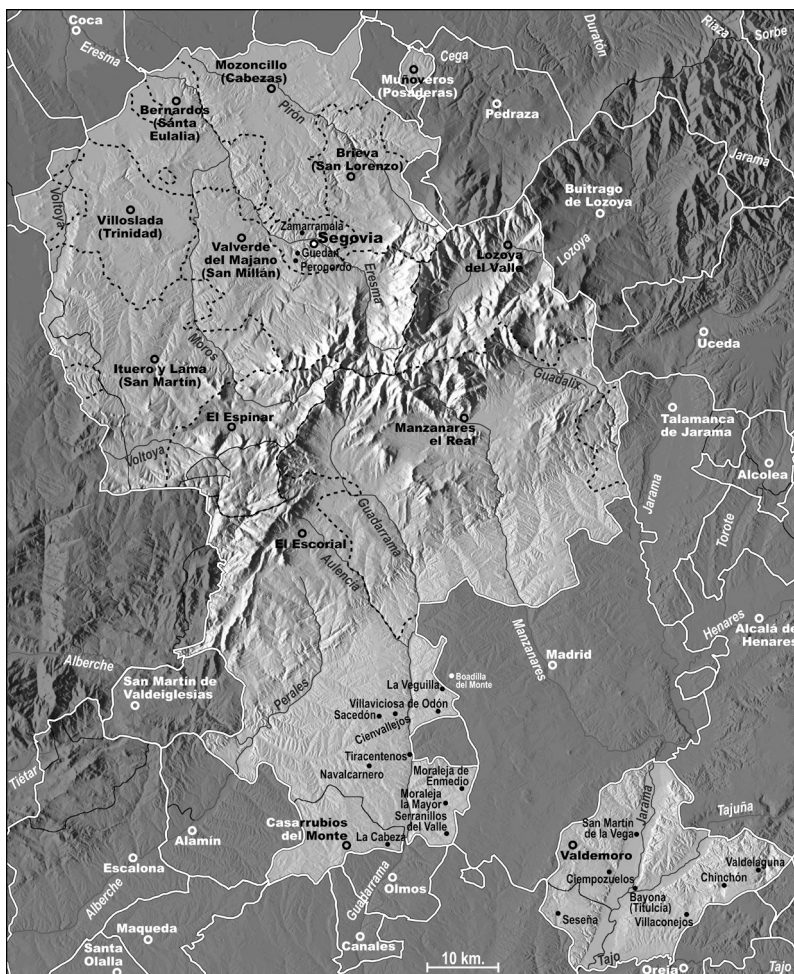 Coca
Eresma
Mozoncillo
(Cabezas)
Cega
Duratón
Riaza
Sorbe
Muñoveros
(Posaderas)
Bernardos
(Santa
Eulalia)
Pirón
Pedraza
Brieva
(San Lorenzo)
Jarama
Voltoya
Buitrago
de Lozoya
Villoslada
(Trinidad)
Zamarramala
Segovia
Valverde
del Majano
(San Millán)
Guedán
Perogordo
Eresma
Lozoya
del Valle
Lozoya
Uceda
Moros
Ituero y Lama
(San Martín)
Guadalix
El Espinar
Manzanares
el Real
Talamanca
de Jarama
Voltoya
Alcolea
Jarama
Torote
Guadarrama
El Escorial
Aulencia
Henares
Alcalá de
Henares
Manzanares
Madrid
Alberche
San Martín de
Valdeiglesias
Perales
La Veguilla
Boadilla
del Monte
Villaviciosa de Odón
Sacedón
Cienvallejos
Tiracentenos
Navalcarnero
Tiétar
Moraleja de
Enmedio
Moraleja
la Mayor
Serranillos
del Valle
Jarama
Tajuña
San Martín
de la Vega
Casarrubios
del Monte
La Cabeza
Alamín
Valdemoro
Escalona
Valdelaguna
Ciempozuelos
Chinchón
Olmos
Bayona
(Titulcia)
Alberche
Guadarrama
Seseña
Villaconejos
Maqueda
Canales
Santa
Olalla
10 km.
Tajo
Oreja
Tajo